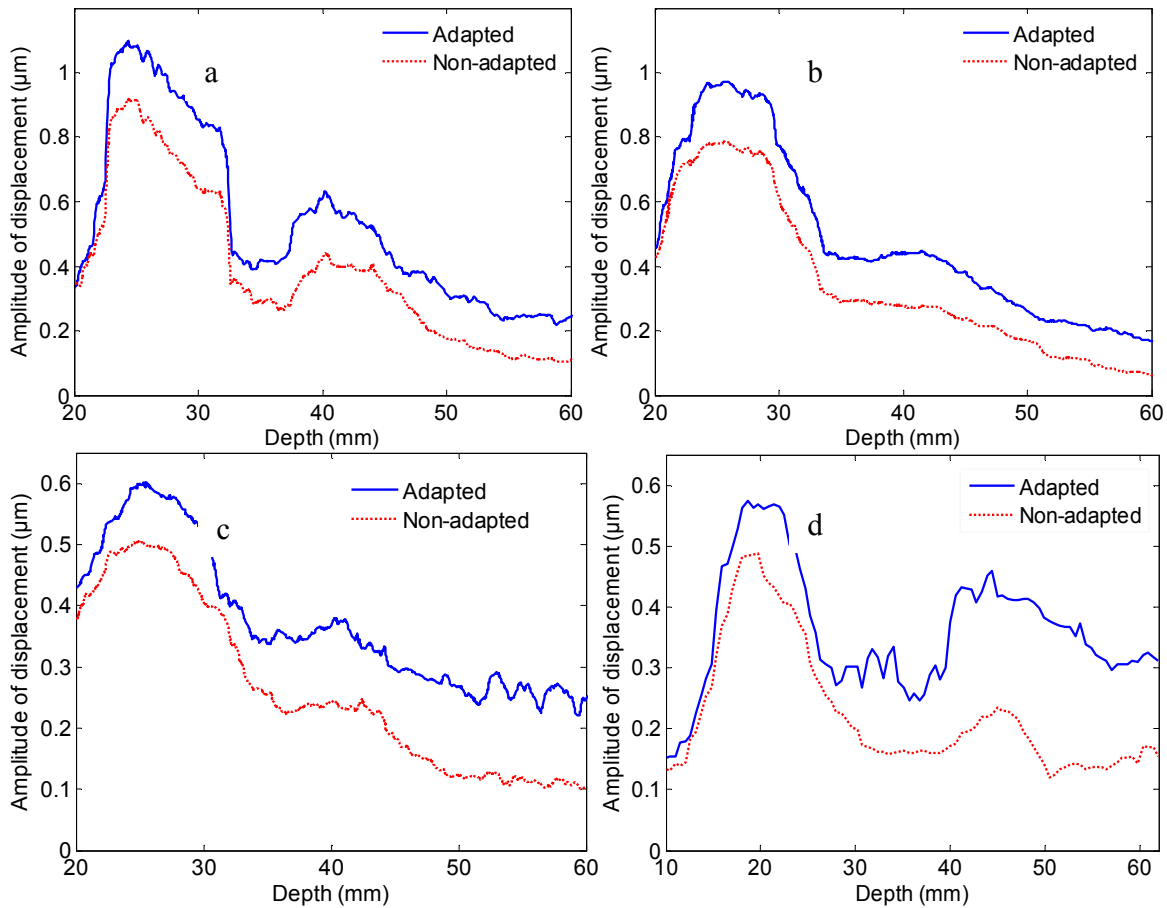 Adapted
Non-adapted
a
Amplitude of displacement (µm)
1
0.8
0.6
0.4
0.2
0
20 30 40 50 60
Depth (mm)
Adapted
Non-adapted
b
Amplitude of displacement (µm)
1
0.8
0.6
0.4
0.2
0
20 30 40 50 60
Depth (mm)
Adapted
Non-adapted
c
Amplitude of displacement (µm)
0.6
0.5
0.4
0.3
0.2
0.1
0
20 30 40 50 60
Depth (mm)
Adapted
Non-adapted
d
Amplitude of displacement (µm)
0.6
0.5
0.4
0.3
0.2
0.1
0
10 20 30 40 50 60
Depth (mm)